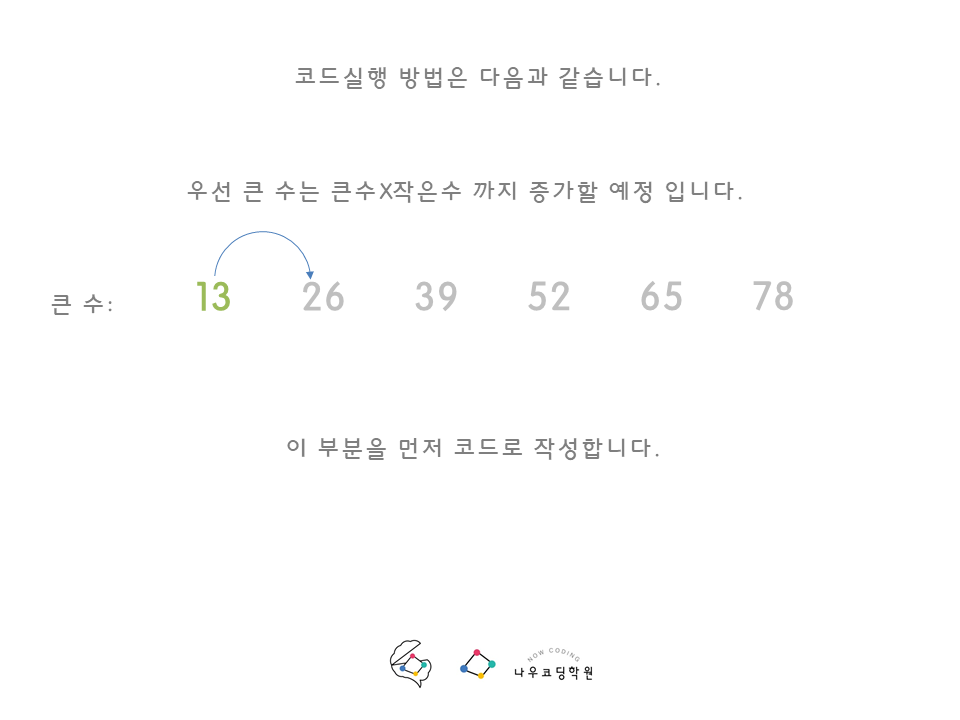 코드실행 방법은 다음과 같습니다.
우선 큰 수는 큰수X작은수 까지 증가할 예정 입니다.
큰 수: 13 26 39 52 65 78
이 부분을 먼저 코드로 작성합니다.
NOW CODING
나우코딩학원